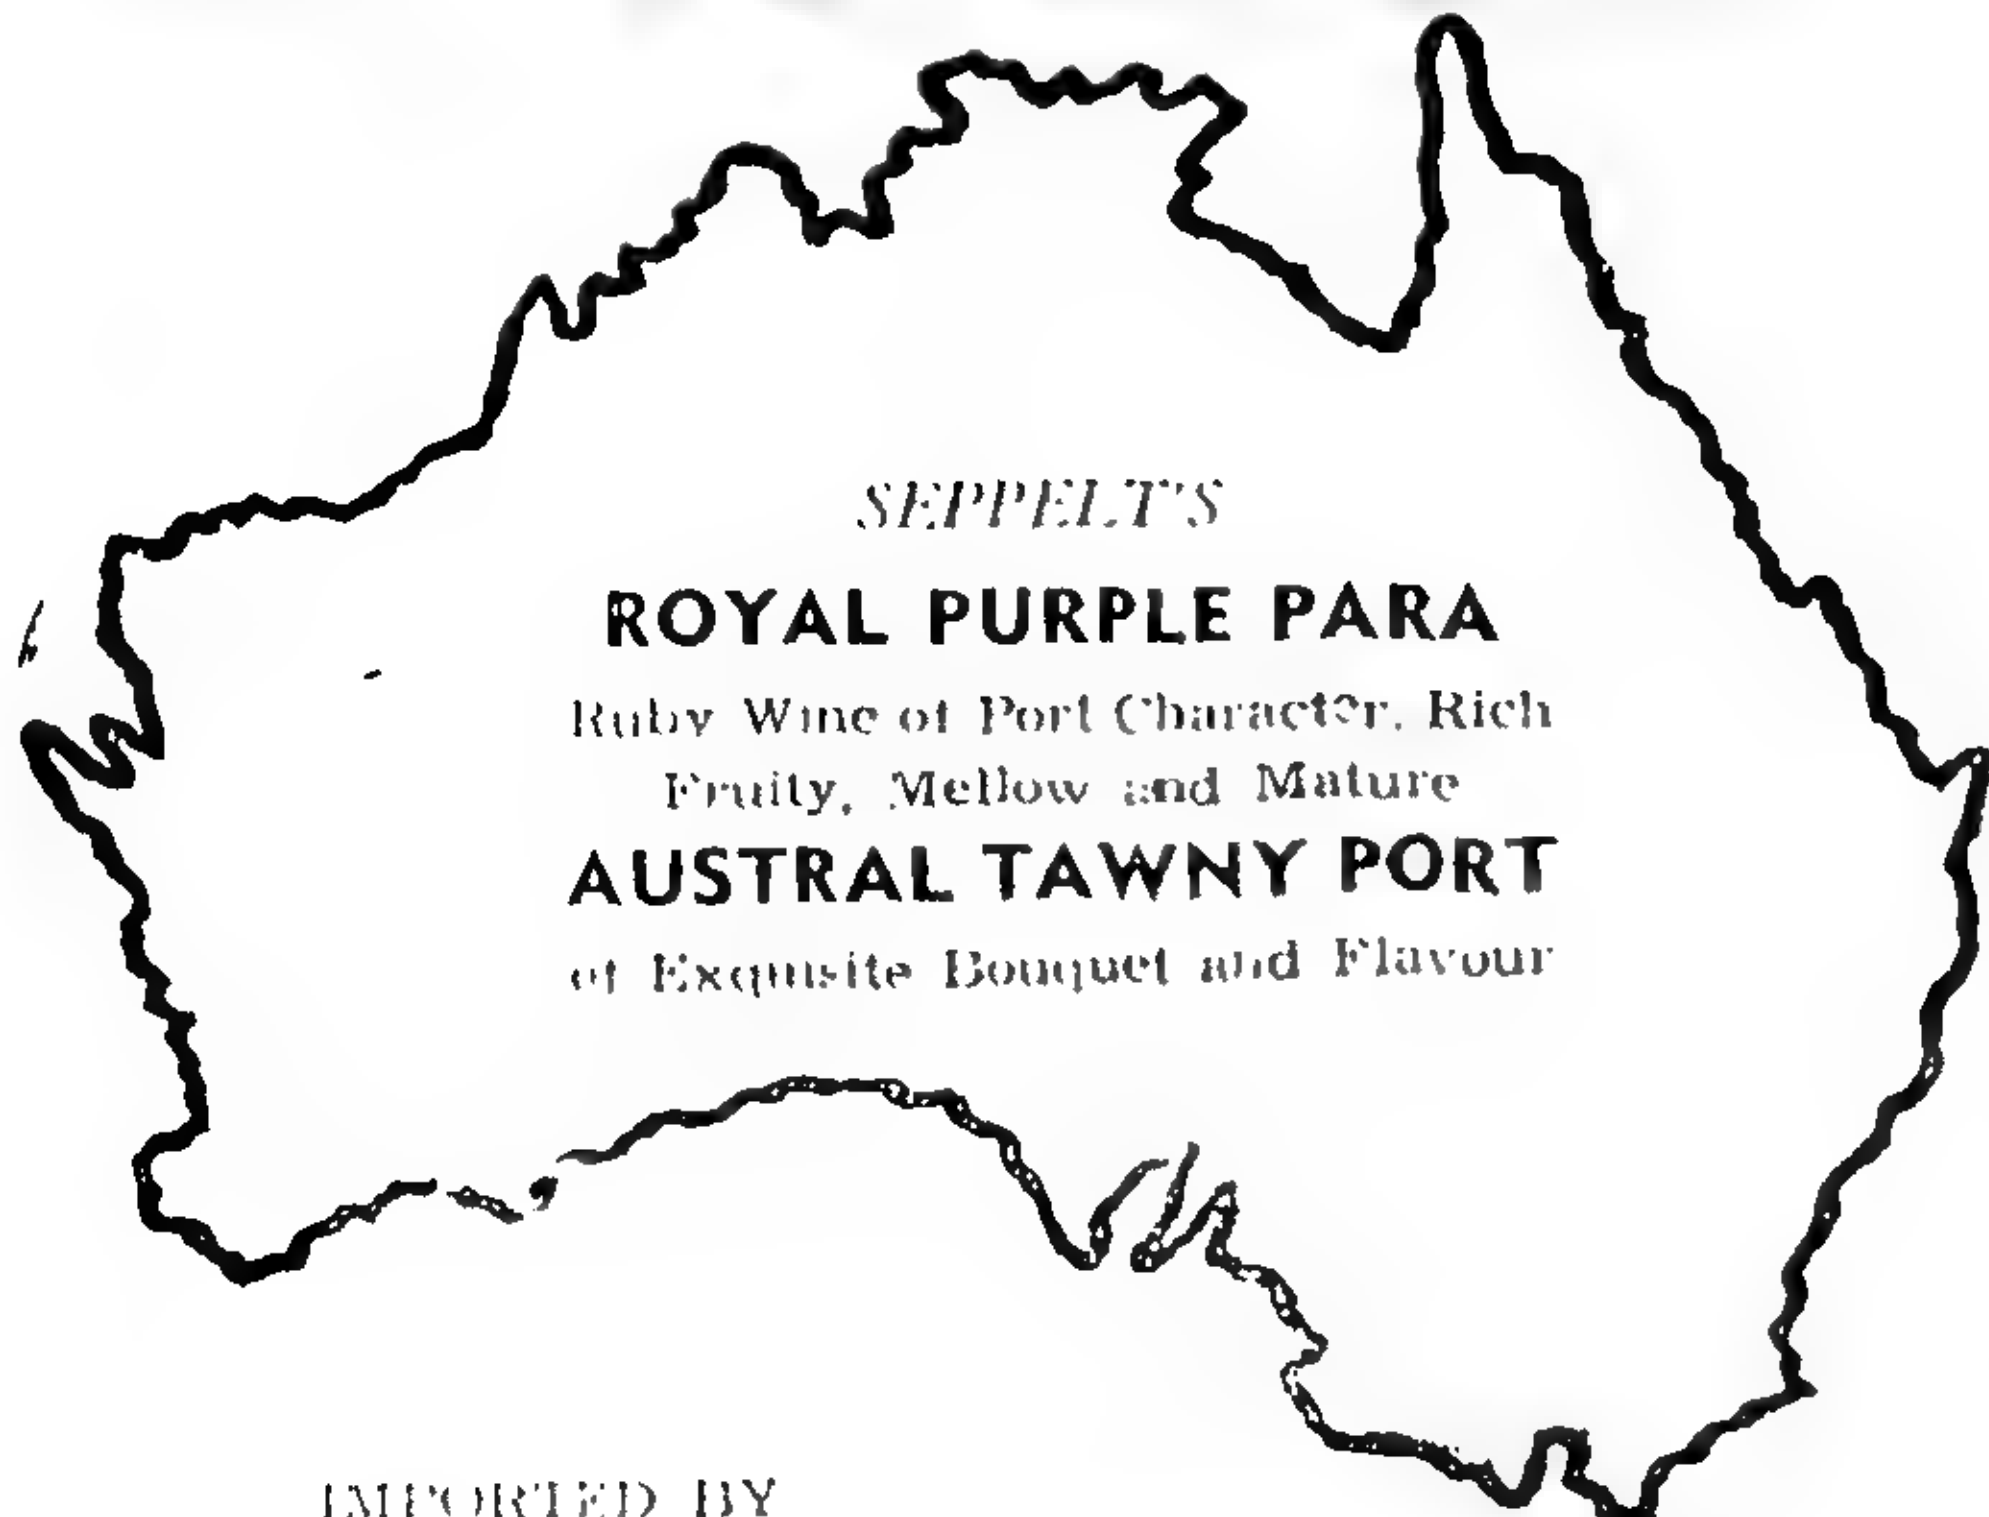 SEPPELT'S
ROYAL PURPLE PARA
Ruby Wine of Port Character, Rich
Fruity, Mellow and Mature
AUSTRAL TAWNY PORT
of Exquisite Bouquet and Flavour
IMPORTED BY